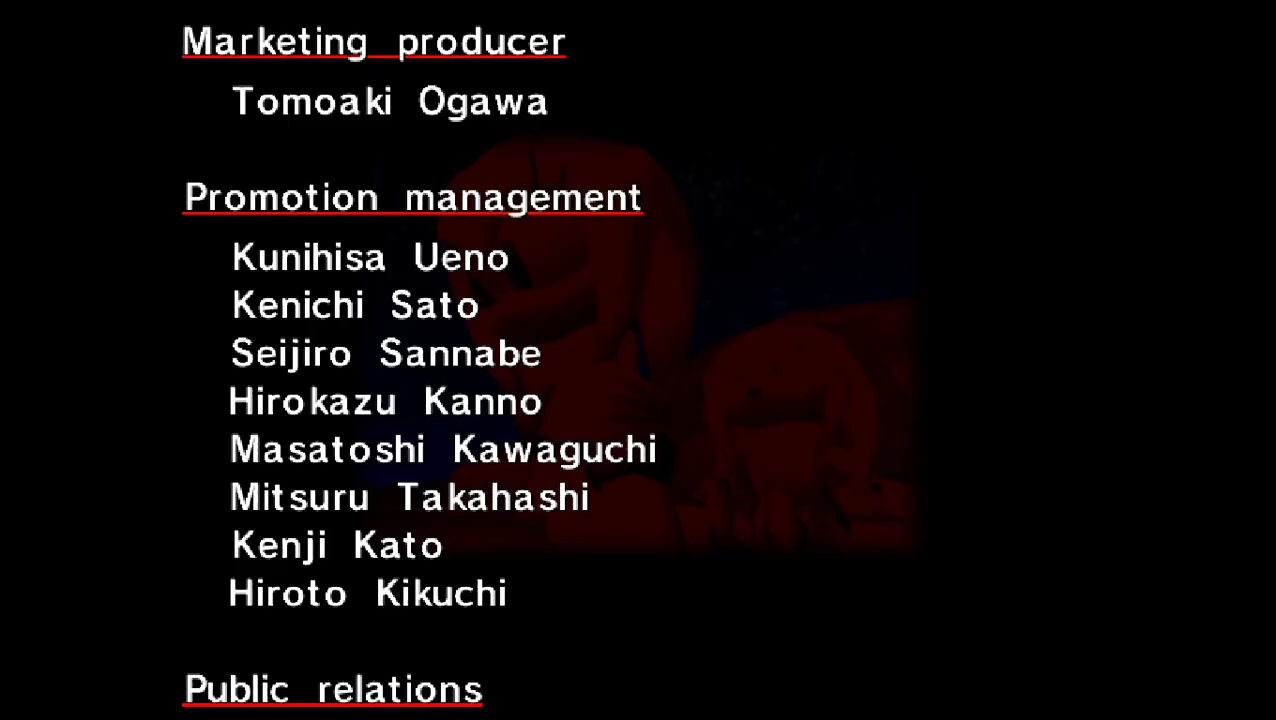 Marketing producer
Tomoaki Ogawa
Promotion management
Kunihisa Ueno
Kenichi Sato
Seijiro Sannabe
Hirokazu Kanno
Masatoshi Kawaguchi
Mitsuru Takahashi
Kenji Kato
Hiroto Kikuchi
Public relations